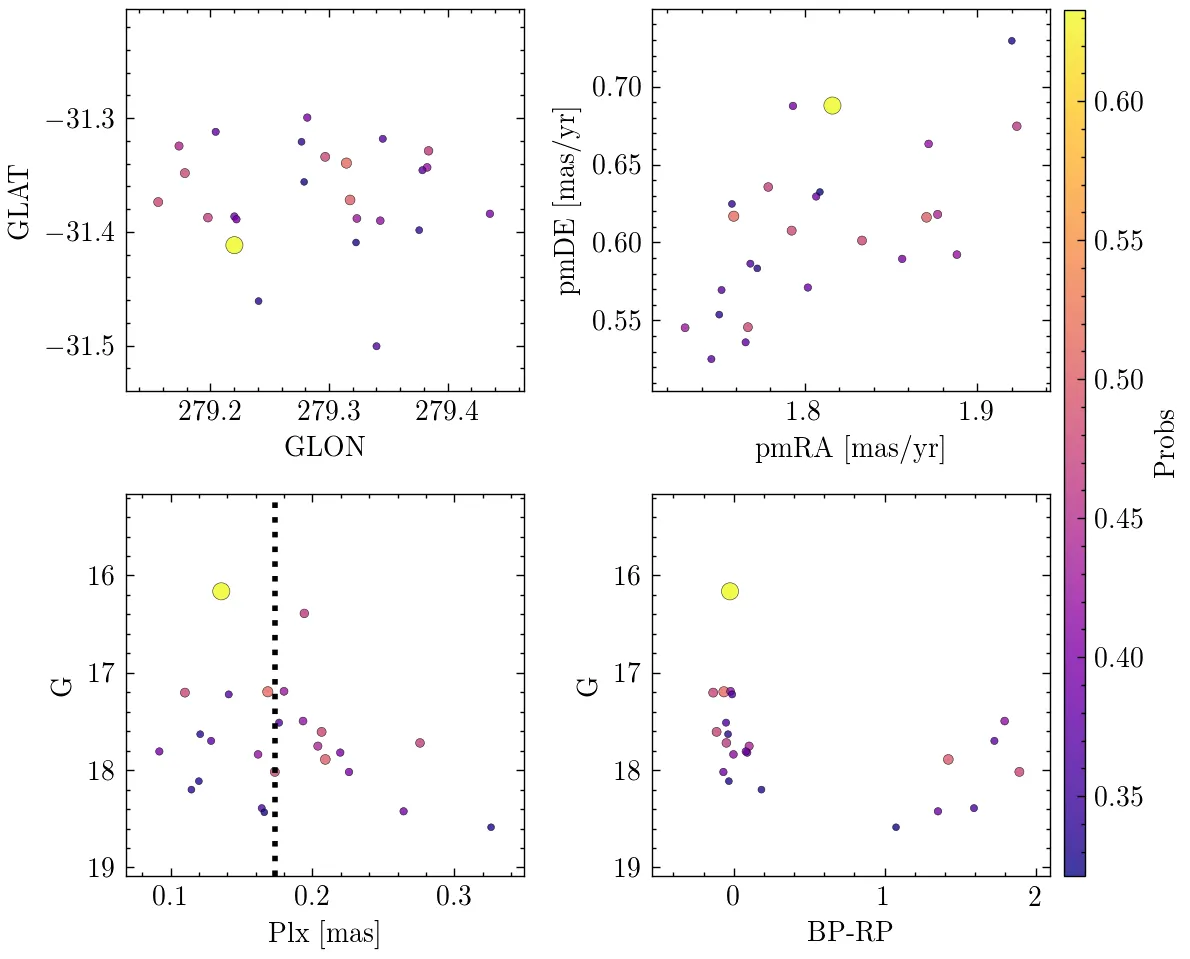 −31.3
−31.4
−31.5
GLAT
279.2 279.3 279.4
GLON
0.70
0.65
0.60
0.55
pmDE [mas/yr]
1.8 1.9
pmRA [mas/yr]
16
17
18
19
G
0.1 0.2 0.3
Plx [mas]
16
17
18
19
G
0 1 2
BP-RP
0.60
0.55
0.50
0.45
0.40
0.35
Probs